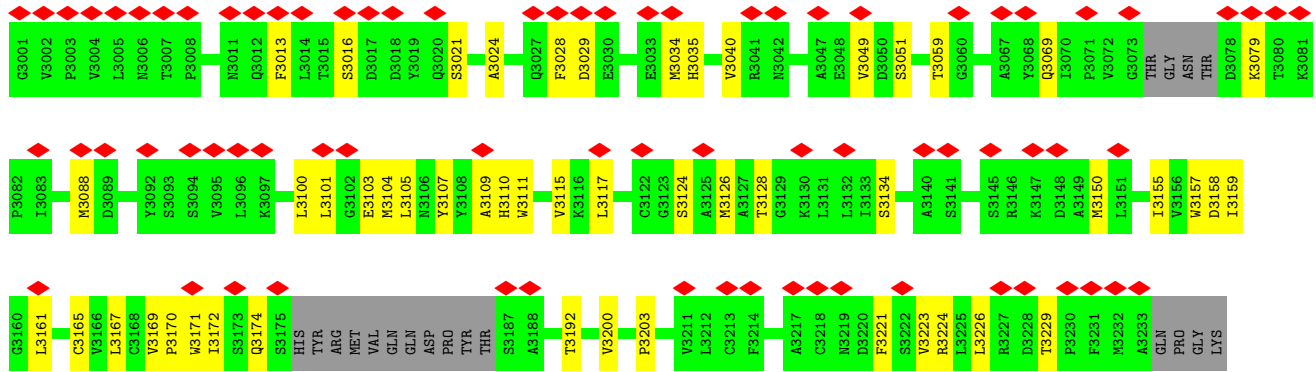 G3001 V3002 P3003 V3004 L3005 N3006 T3007 P3008 N3011 Q3012 F3013 L3014 T3015 S3016 D3017 D3018 Y3019 Q3020 S3021 A3024 Q3027 F3028 D3029 E3030 E3033 M3034 H3035 V3040 R3041 N3042 A3047 E3048 V3049 D3050 S3051 T3059 G3060 A3067 Y3068 Q3069 I3070 P3071 V3072 G3073 THR GLY ASN THR D3078 K3079 T3080 K3081
P3082 I3083 M3088 D3089 Y3092 S3093 S3094 V3095 L3096 K3097 L3100 L3101 G3102 E3103 M3104 L3105 N3106 Y3107 Y3108 A3109 H3110 W3111 V3115 K3116 L3117 C3122 G3123 S3124 A3125 M3126 A3127 T3128 G3129 K3130 L3131 L3132 I3133 S3134 A3140 S3141 S3145 R3146 K3147 D3148 A3149 M3150 L3151 I3155 V3156 W3157 D3158 I3159
G3160 L3161 C3165 V3166 L3167 C3168 V3169 P3170 W3171 I3172 S3173 Q3174 S3175 HIS TYR ARG MET VAL GLN GLN ASP PRO TYR THR S3187 A3188 T3192 V3200 P3203 V3211 L3212 C3213 F3214 A3217 C3218 N3219 D3220 F3221 S3222 V3223 R3224 L3225 L3226 R3227 D3228 T3229 P3230 F3231 M3232 A3233 GLN PRO GLY LYS